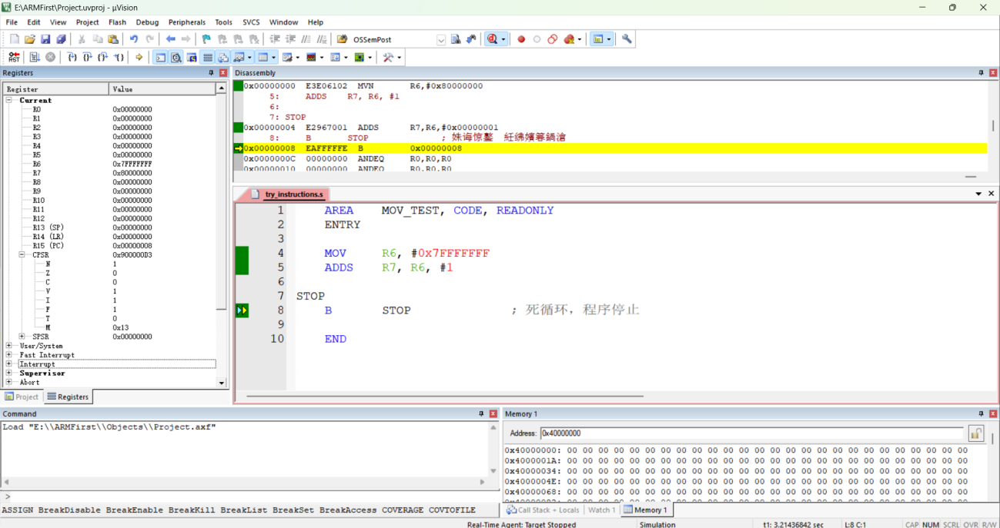 E:\ARMFirst\Project.uvproj - µVision
File Edit View Project Flash Debug Peripherals Tools SVCS Window Help
OSSemPost
RST
Registers
Register Value
Current
R0 0x00000000
R1 0x00000000
R2 0x00000000
R3 0x00000000
R4 0x00000000
R5 0x00000000
R6 0x7FFFFFFF
R7 0x80000000
R8 0x00000000
R9 0x00000000
R10 0x00000000
R11 0x00000000
R12 0x00000000
R13 (SP) 0x00000000
R14 (LR) 0x00000000
R15 (PC) 0x00000008
CPSR 0x900000D3
N 1
Z 0
C 0
V 1
I 1
F 1
T 0
M 0x13
SPSR 0x00000000
User/System
Fast Interrupt
Interrupt
Supervisor
Abort
Project Registers
Disassembly
0x00000000 E3E06102 MVN R6,#0x80000000
5: ADDS R7, R6, #1
6:
7: STOP
0x00000004 E2967001 ADDS R7,R6,#0x00000001
8: B STOP ;
0x00000008 EAFFFFFE B 0x00000008
0x0000000C 00000000 ANDEQ R0,R0,R0
0x00000010 00000000 ANDEQ R0,R0,R0
try_instructions.s
1 AREA MOV_TEST, CODE, READONLY
2 ENTRY
3
4 MOV R6, #0x7FFFFFFF
5 ADDS R7, R6, #1
6
7 STOP
8 B STOP ; 死循环，程序停止
9
10 END
Command
Load "E:\\ARMFirst\\Objects\\Project.axf"
>
ASSIGN BreakDisable BreakEnable BreakKill BreakList BreakSet BreakAccess COVERAGE COVTOFILE
Memory 1
Address: 0x40000000
0x40000000: 00 00 00 00 00 00 00 00 00 00 00 00 00 00 00 00 00 00 00 00 00 00 00 00 00 00
0x4000001A: 00 00 00 00 00 00 00 00 00 00 00 00 00 00 00 00 00 00 00 00 00 00 00 00 00 00
0x40000034: 00 00 00 00 00 00 00 00 00 00 00 00 00 00 00 00 00 00 00 00 00 00 00 00 00 00
0x4000004E: 00 00 00 00 00 00 00 00 00 00 00 00 00 00 00 00 00 00 00 00 00 00 00 00 00 00
0x40000068: 00 00 00 00 00 00 00 00 00 00 00 00 00 00 00 00 00 00 00 00 00 00 00 00 00 00
Call Stack + Locals Watch 1 Memory 1
Real-Time Agent: Target Stopped Simulation t1: 3.21436842 sec L:8 C:1 CAP NUM SCRL OVR R/W